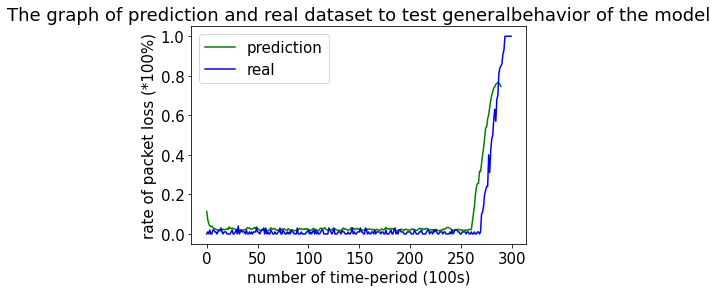 The graph of prediction and real dataset to test generalbehavior of the model
rate of packet loss (*100%)
1.0
0.8
0.6
0.4
0.2
0.0
prediction
real
0 50 100 150 200 250 300
number of time-period (100s)